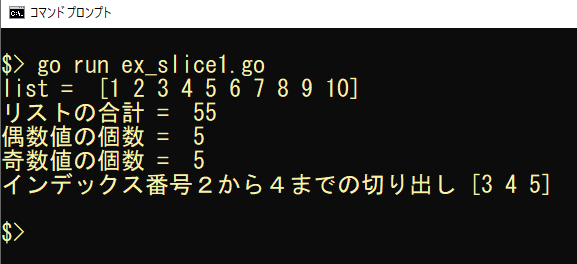 コマンドプロンプト
$> go run ex_slice1.go
list =  [1 2 3 4 5 6 7 8 9 10]
リストの合計 =  55
偶数値の個数 =  5
奇数値の個数 =  5
インデックス番号２から４までの切り出し [3 4 5]
$>